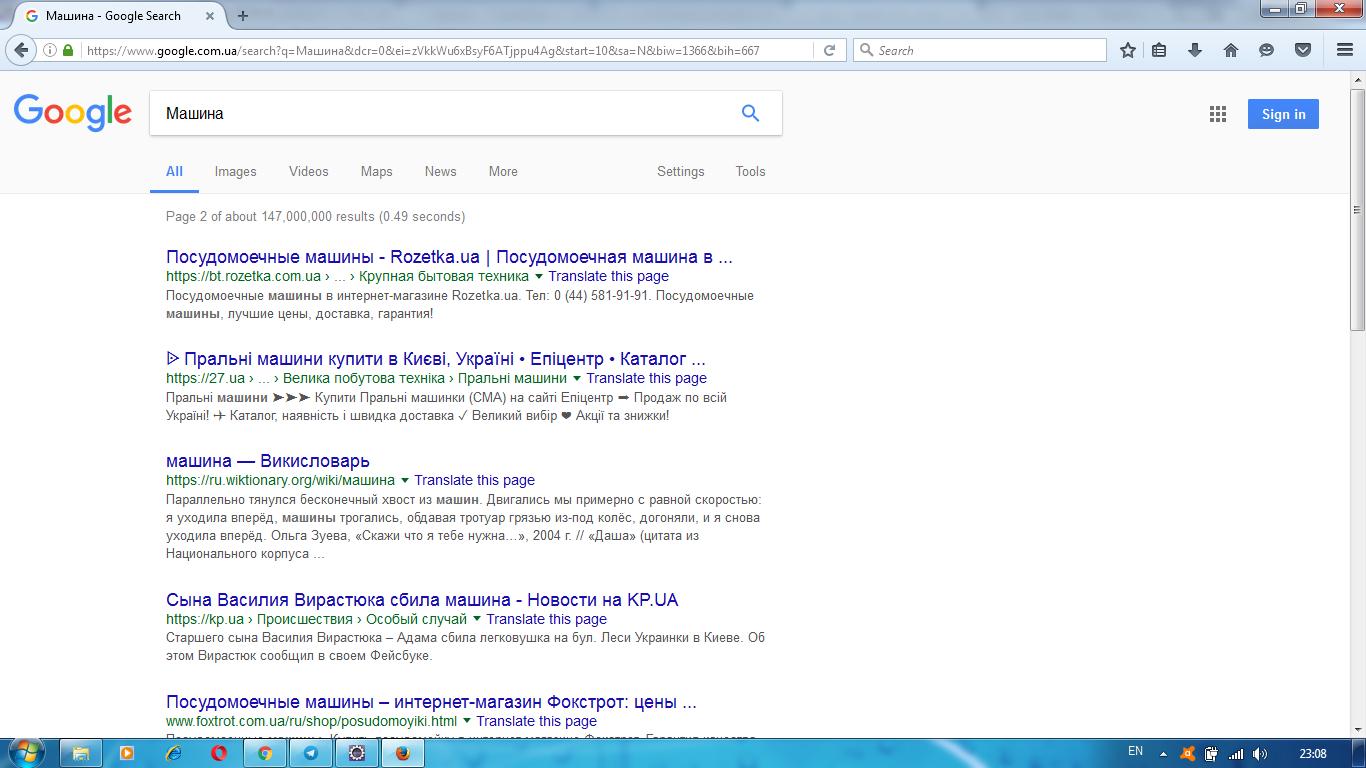 Машина - Google Search
https://www.google.com.ua/search?q=Машина&dcr=0&ei=zVkkWu6xBsyF6ATjppu4Ag&start=10&sa=N&biw=1366&bih=667
Search
Google
Машина
Sign in
All Images Videos Maps News More Settings Tools
Page 2 of about 147,000,000 results (0.49 seconds)
Посудомоечные машины - Rozetka.ua | Посудомоечная машина в ...
https://bt.rozetka.com.ua › ... › Крупная бытовая техника ▼ Translate this page
Посудомоечные машины в интернет-магазине Rozetka.ua. Тел: 0 (44) 581-91-91. Посудомоечные
машины, лучшие цены, доставка, гарантия!
ᐉ Пральні машини купити в Києві, Україні • Епіцентр • Каталог ...
https://27.ua › ... › Велика побутова техніка › Пральні машини ▼ Translate this page
Пральні машини ➤➤➤ Купити Пральні машинки (СМА) на сайті Епіцентр ➡ Продаж по всій
Україні! ✈ Каталог, наявність і швидка доставка ✓ Великий вибір ❤ Акції та знижки!
машина — Викисловарь
https://ru.wiktionary.org/wiki/машина ▼ Translate this page
Параллельно тянулся бесконечный хвост из машин. Двигались мы примерно с равной скоростью:
я уходила вперёд, машины трогались, обдавая тротуар грязью из-под колёс, догоняли, и я снова
уходила вперёд. Ольга Зуева, «Скажи что я тебе нужна…», 2004 г. // «Даша» (цитата из
Национального корпуса ...
Сына Василия Вирастюка сбила машина - Новости на KP.UA
https://kp.ua › Происшествия › Особый случай ▼ Translate this page
Старшего сына Василия Вирастюка – Адама сбила легковушка на бул. Леси Украинки в Киеве. Об
этом Вирастюк сообщил в своем Фейсбуке.
Посудомоечные машины – интернет-магазин Фокстрот: цены ...
www.foxtrot.com.ua/ru/shop/posudomoyiki.html ▼ Translate this page
EN 23:08